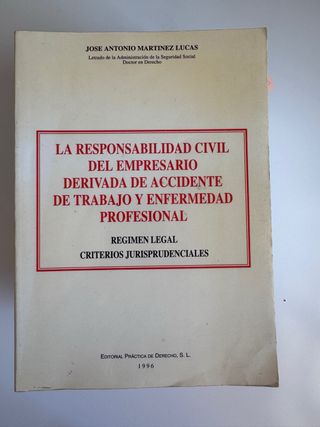 JOSE ANTONIO MARTINEZ LUCAS
Letrado de la Administración de la Seguridad Social
Doctor en Derecho
LA RESPONSABILIDAD CIVIL
DEL EMPRESARIO
DERIVADA DE ACCIDENTE
DE TRABAJO Y ENFERMEDAD
PROFESIONAL
REGIMEN LEGAL
CRITERIOS JURISPRUDENCIALES
EDITORIAL PRÁCTICA DE DERECHO, S. L.
1996